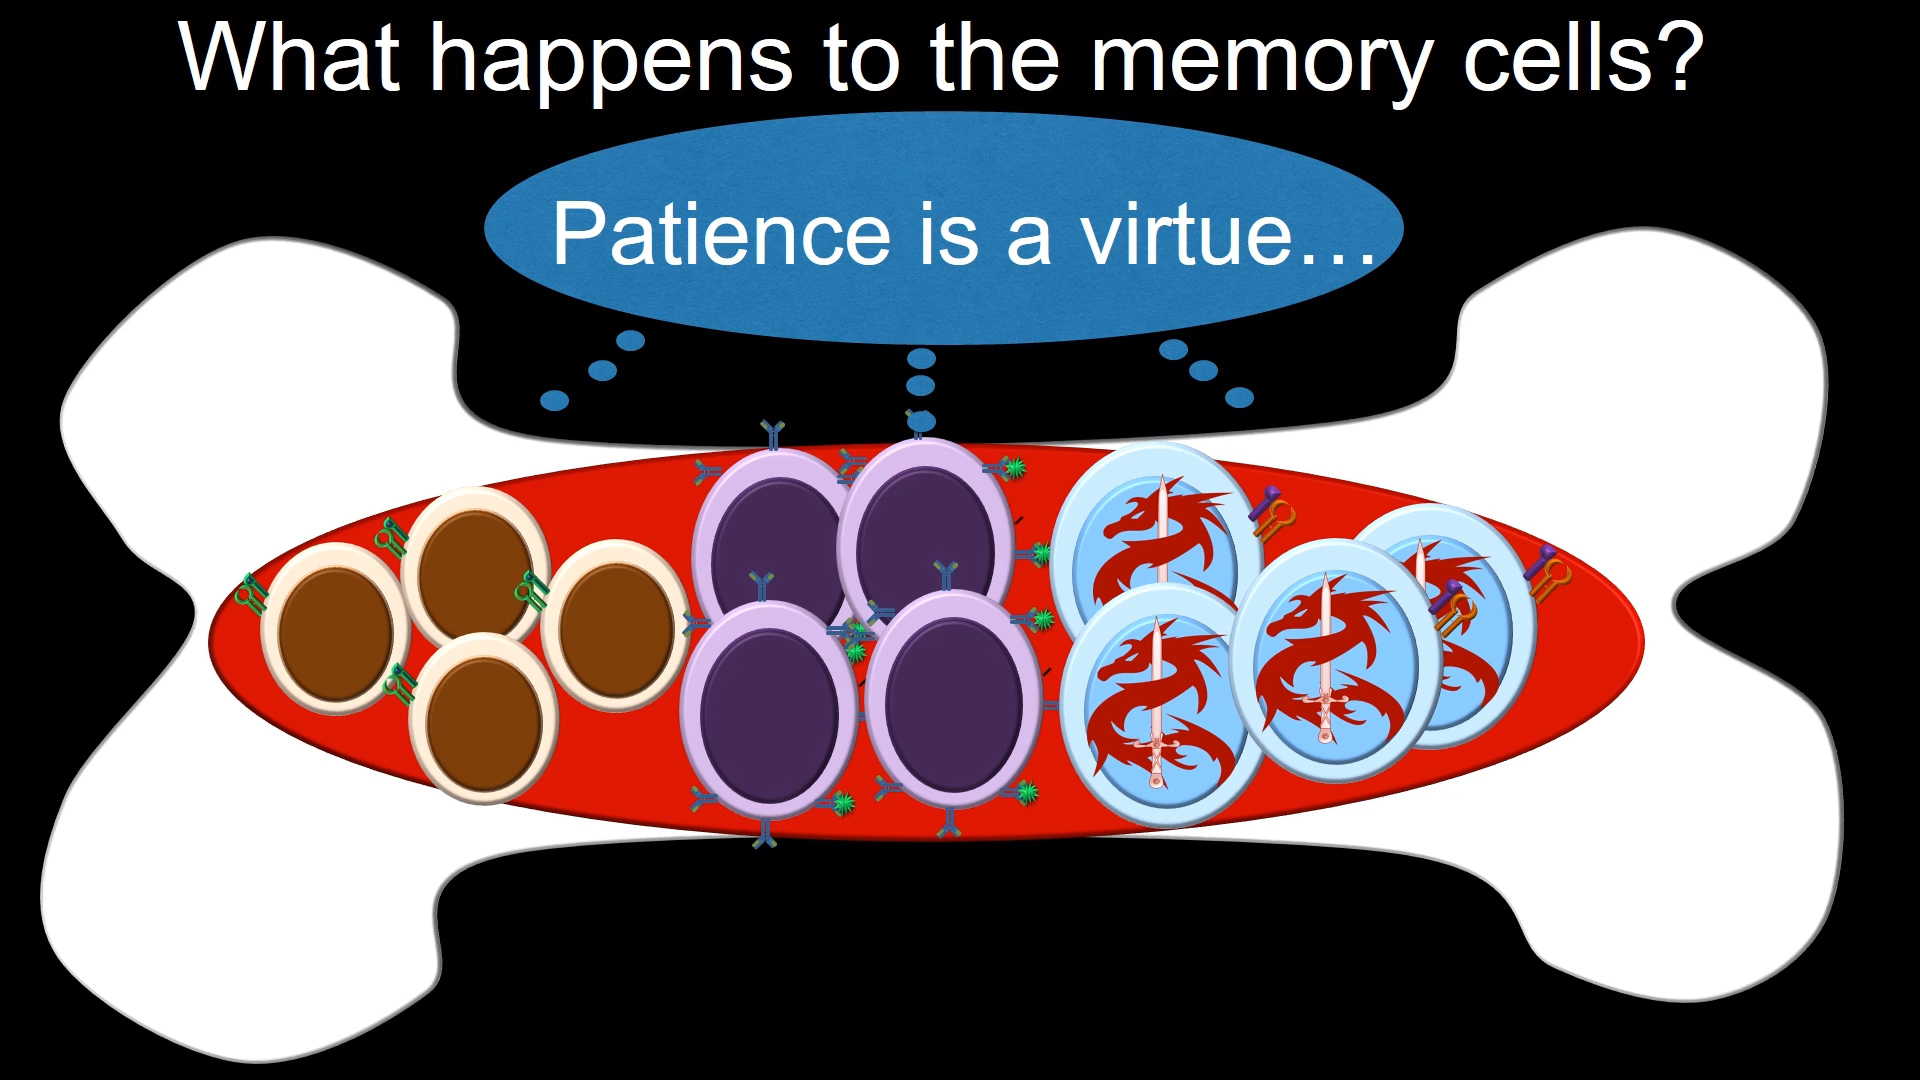 What happens to the memory cells?
Patience is a virtue…